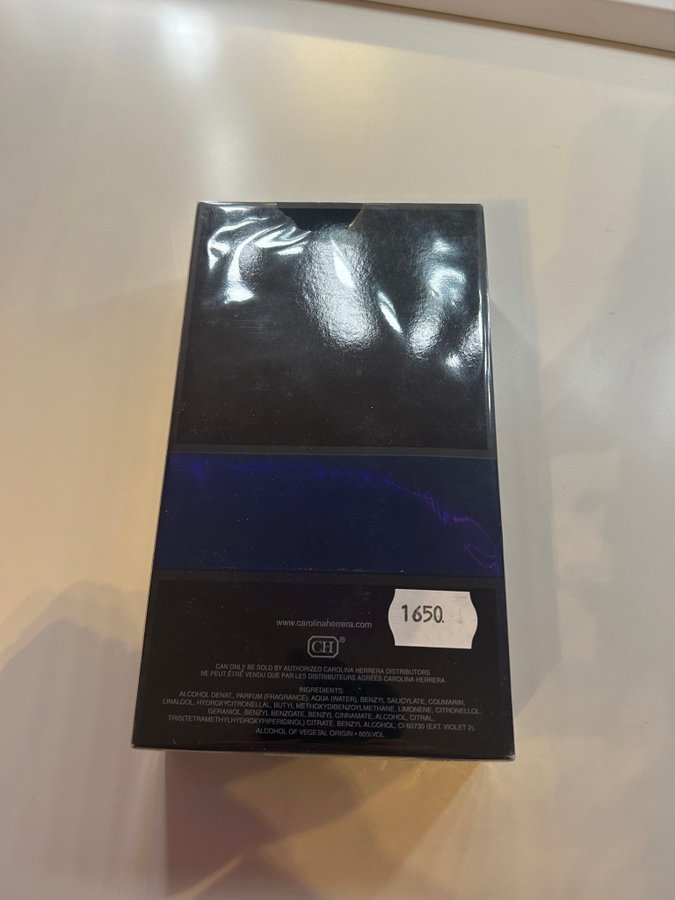 www.carolinaherrera.com
1650.
CH®
CAN ONLY BE SOLD BY AUTHORIZED CAROLINA HERRERA DISTRIBUTORS
NE PEUT ÊTRE VENDU QUE PAR LES DISTRIBUTEURS AGRÉÉS CAROLINA HERRERA
INGREDIENTS:
ALCOHOL DENAT., PARFUM (FRAGRANCE), AQUA (WATER), BENZYL SALICYLATE, COUMARIN,
LINALOOL, HYDROXYCITRONELLAL, BUTYL METHOXYDIBENZOYLMETHANE, LIMONENE, CITRONELLOL,
GERANIOL, BENZYL BENZOATE, BENZYL CINNAMATE, ALCOHOL, CITRAL,
TRIS(TETRAMETHYLHYDROXYPIPERIDINOL) CITRATE, BENZYL ALCOHOL, CI 60730 (EXT. VIOLET 2).
ALCOHOL OF VEGETAL ORIGIN • 80%VOL